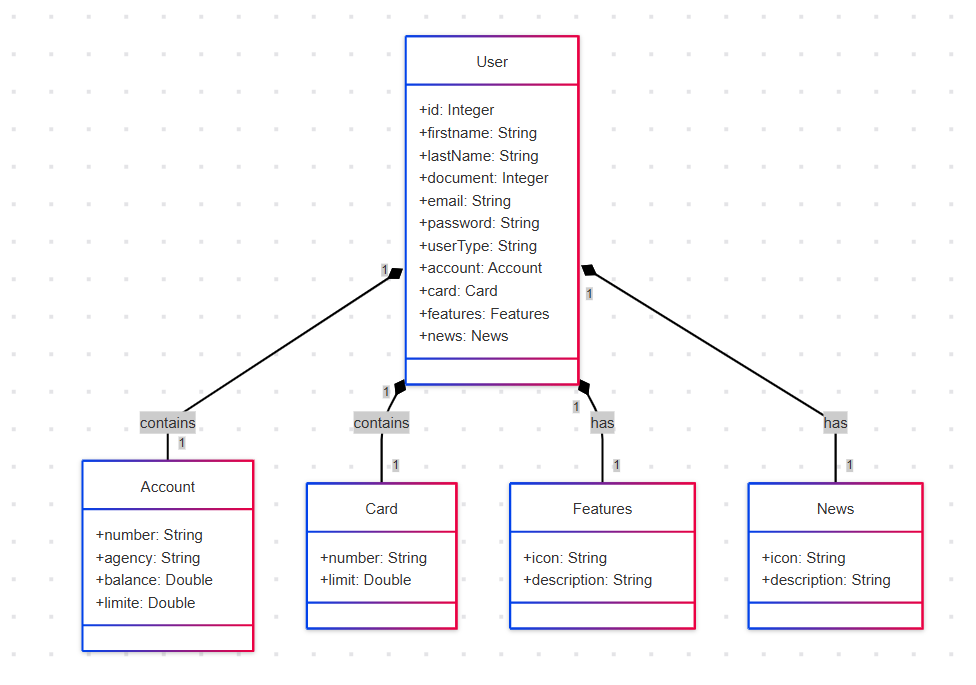 User
+id: Integer
+firstname: String
+lastName: String
+document: Integer
+email: String
+password: String
+userType: String
+account: Account
+card: Card
+features: Features
+news: News
1
1
1
1
contains
contains
has
has
1
1
1
1
Account
+number: String
+agency: String
+balance: Double
+limite: Double
Card
+number: String
+limit: Double
Features
+icon: String
+description: String
News
+icon: String
+description: String